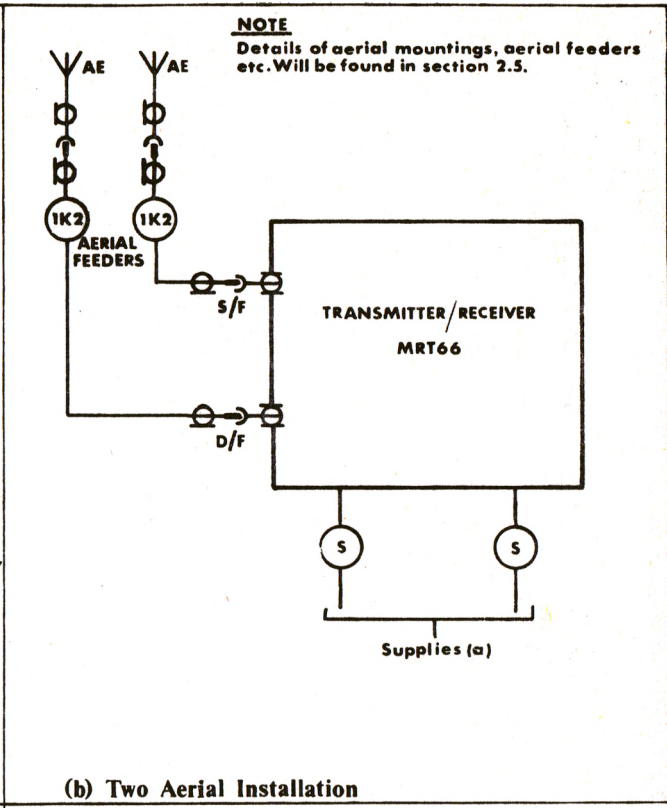 NOTE
Details of aerial mountings, aerial feeders
etc. Will be found in section 2.5.
AE
AE
1K2
1K2
AERIAL
FEEDERS
S/F
TRANSMITTER/RECEIVER
MRT66
D/F
S
S
Supplies (a)
(b) Two Aerial Installation